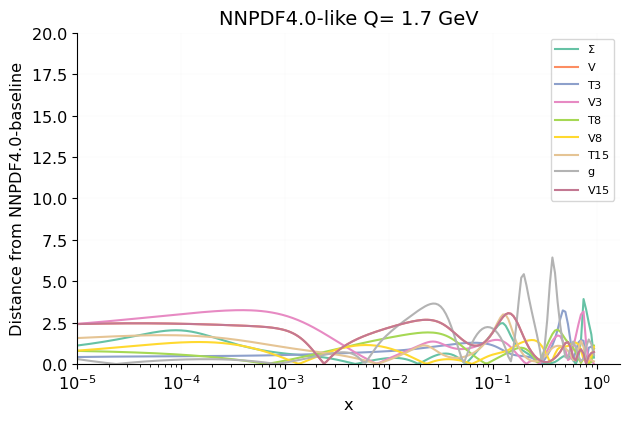 NNPDF4.0-like Q= 1.7 GeV
Distance from NNPDF4.0-baseline
20.0
17.5
15.0
12.5
10.0
7.5
5.0
2.5
0.0
Σ
V
T3
V3
T8
V8
T15
g
V15
10⁻⁵
10⁻⁴
10⁻³
10⁻²
10⁻¹
10⁰
x